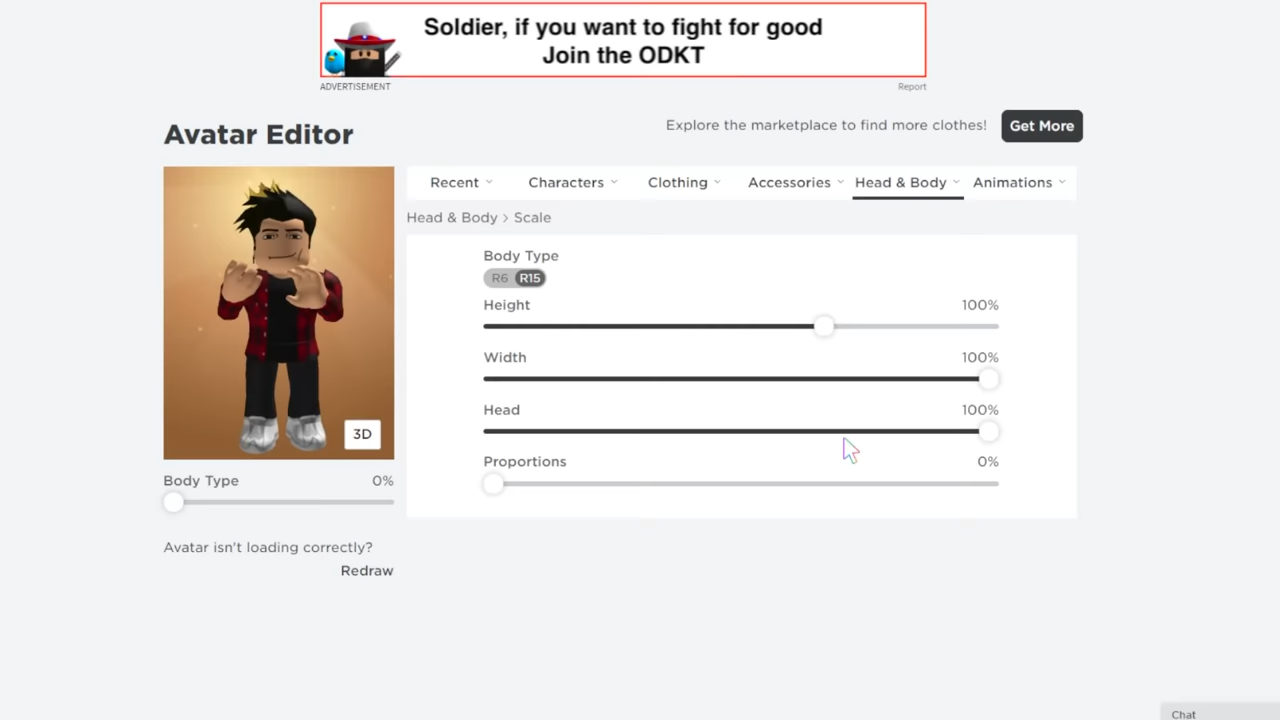 Soldier, if you want to fight for good
Join the ODKT
ADVERTISEMENT
Report
Avatar Editor
Explore the marketplace to find more clothes!
Get More
Recent
Characters
Clothing
Accessories
Head & Body
Animations
Head & Body > Scale
Body Type
R6 R15
Height 100%
Width 100%
Head 100%
Proportions 0%
3D
Body Type 0%
Avatar isn't loading correctly?
Redraw
Chat